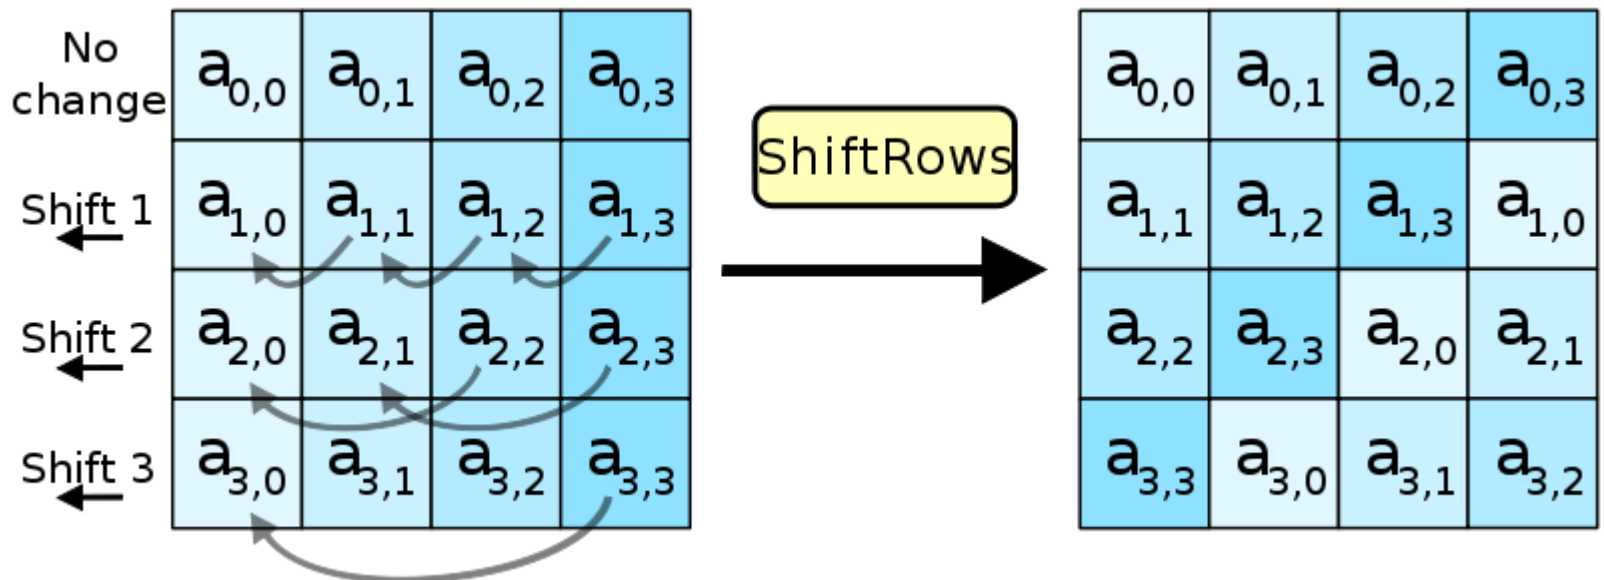 No
change
a0,0 a0,1 a0,2 a0,3
Shift 1
a1,0 a1,1 a1,2 a1,3
Shift 2
a2,0 a2,1 a2,2 a2,3
Shift 3
a3,0 a3,1 a3,2 a3,3
ShiftRows
a0,0 a0,1 a0,2 a0,3
a1,1 a1,2 a1,3 a1,0
a2,2 a2,3 a2,0 a2,1
a3,3 a3,0 a3,1 a3,2